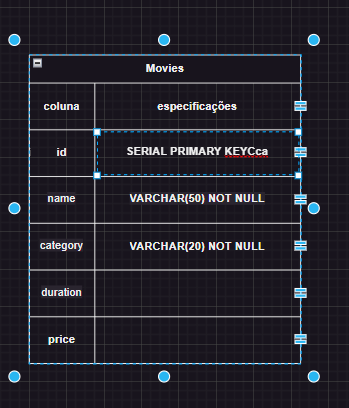 Movies
coluna especificações
id SERIAL PRIMARY KEYCca
name VARCHAR(50) NOT NULL
category VARCHAR(20) NOT NULL
duration
price